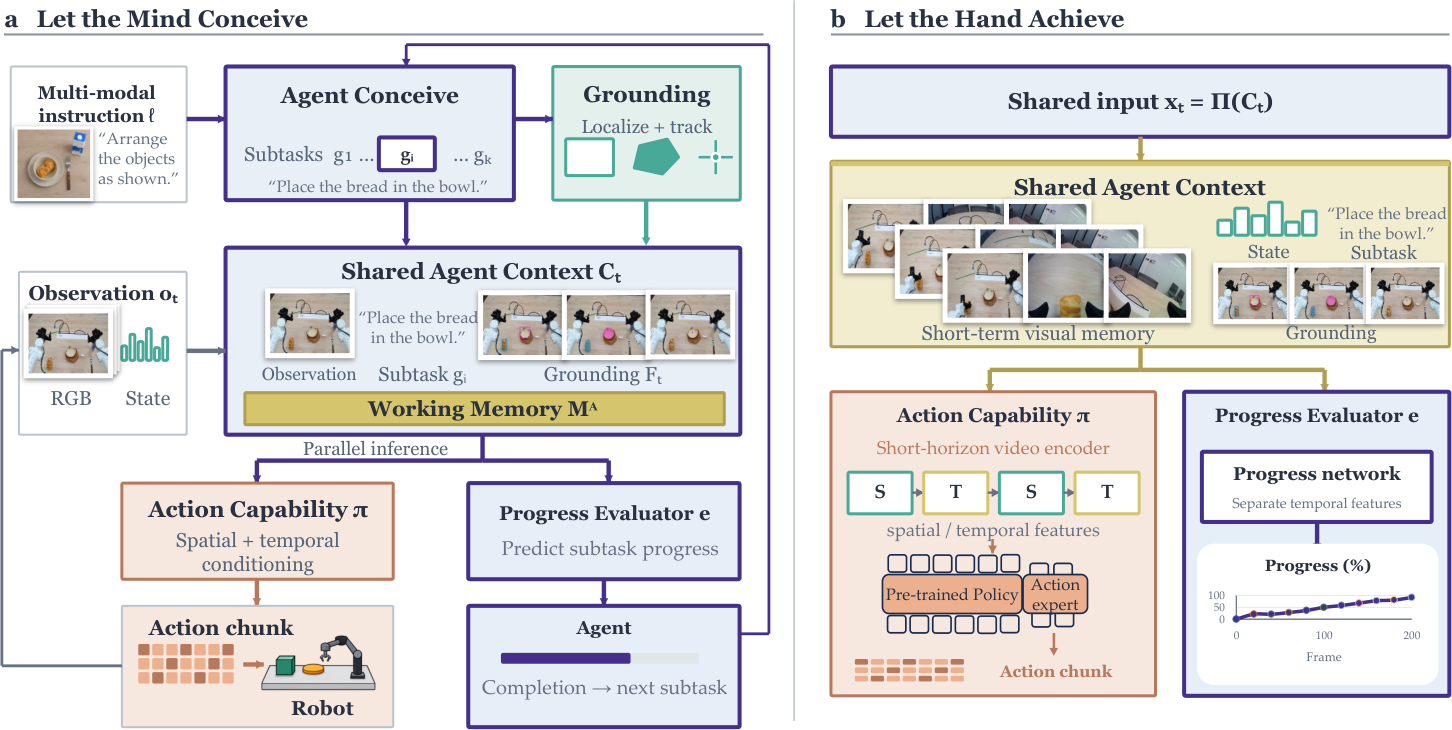 a Let the Mind Conceive
Multi-modal
instruction ℓ
“Arrange
the objects
as shown.”
Agent Conceive
Subtasks g₁ ... gᵢ ... gₖ
“Place the bread in the bowl.”
Grounding
Localize + track
Observation oₜ
RGB State
Shared Agent Context Cₜ
“Place the bread
in the bowl.”
Observation Subtask gᵢ Grounding Fₜ
Working Memory Mᴬ
Parallel inference
Action Capability π
Spatial + temporal
conditioning
Progress Evaluator e
Predict subtask progress
Action chunk
Robot
Agent
Completion → next subtask
b Let the Hand Achieve
Shared input xₜ = Π(Cₜ)
Shared Agent Context
“Place the bread
in the bowl.”
State Subtask
Short-term visual memory Grounding
Action Capability π
Short-horizon video encoder
S T S T
spatial / temporal features
Pre-trained Policy
Action
expert
Action chunk
Progress Evaluator e
Progress network
Separate temporal features
Progress (%)
100
50
0
0 100 200
Frame